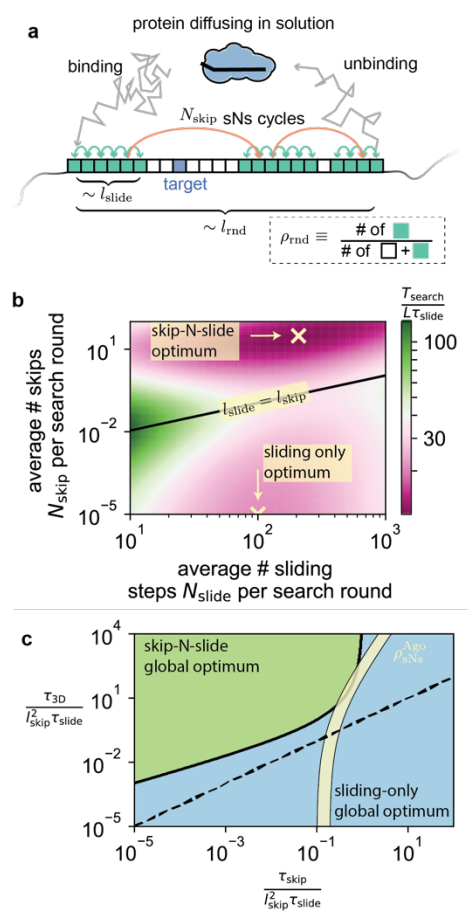 a
protein diffusing in solution
binding
unbinding
N_skip sNs cycles
target
~ l_slide
~ l_rnd
ρ_rnd ≡ # of / # of +
b
T_search / Lτ_slide
skip-N-slide
optimum
l_slide = l_skip
sliding only
optimum
average # skips
N_skip per search round
10^1
10^-2
10^-5
10^1
10^2
10^3
100
30
average # sliding
steps N_slide per search round
c
skip-N-slide
global optimum
ρ_sNs^Ago
sliding-only
global optimum
τ_3D / l_skip^2 τ_slide
10^4
10^1
10^-2
10^-5
10^-5
10^-3
10^-1
τ_skip / l_skip^2 τ_slide